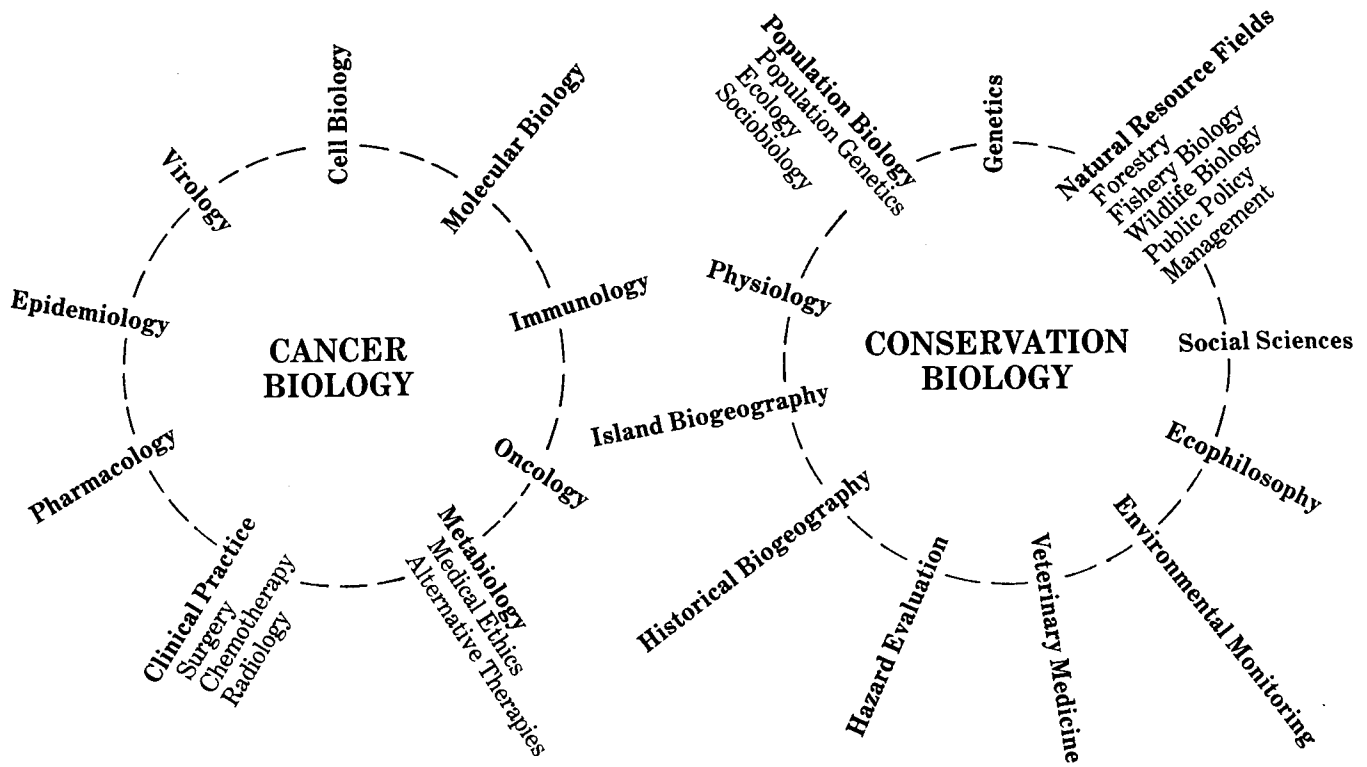 CANCER
BIOLOGY
Cell Biology
Molecular Biology
Immunology
Oncology
Metabiology
Medical Ethics
Alternative Therapies
Clinical Practice
Surgery
Chemotherapy
Radiology
Pharmacology
Epidemiology
Virology
CONSERVATION
BIOLOGY
Genetics
Natural Resource Fields
Forestry
Fishery Biology
Wildlife Biology
Public Policy
Management
Social Sciences
Ecophilosophy
Environmental Monitoring
Veterinary Medicine
Hazard Evaluation
Historical Biogeography
Island Biogeography
Physiology
Population Biology
Population Genetics
Ecology
Sociobiology